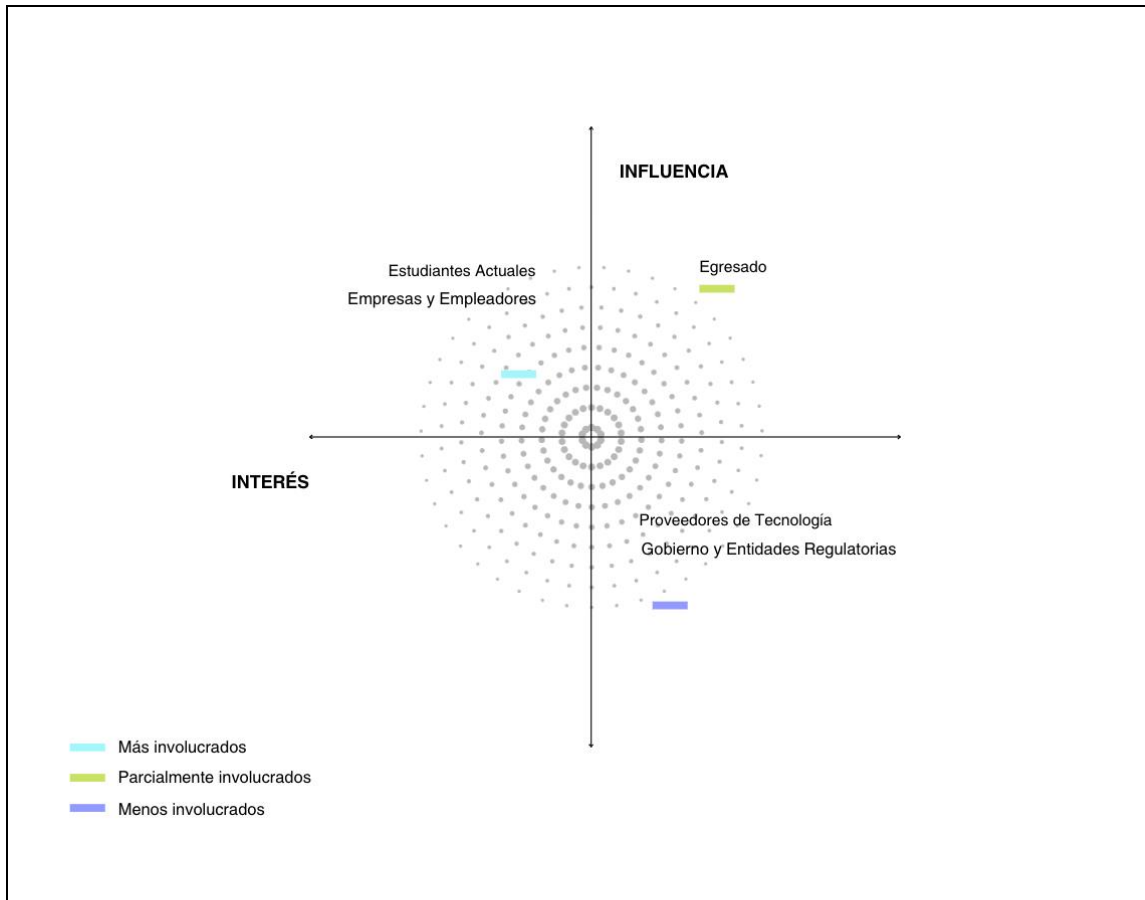 INFLUENCIA
Estudiantes Actuales
Empresas y Empleadores
Egresado
INTERÉS
Proveedores de Tecnología
Gobierno y Entidades Regulatorias
Más involucrados
Parcialmente involucrados
Menos involucrados